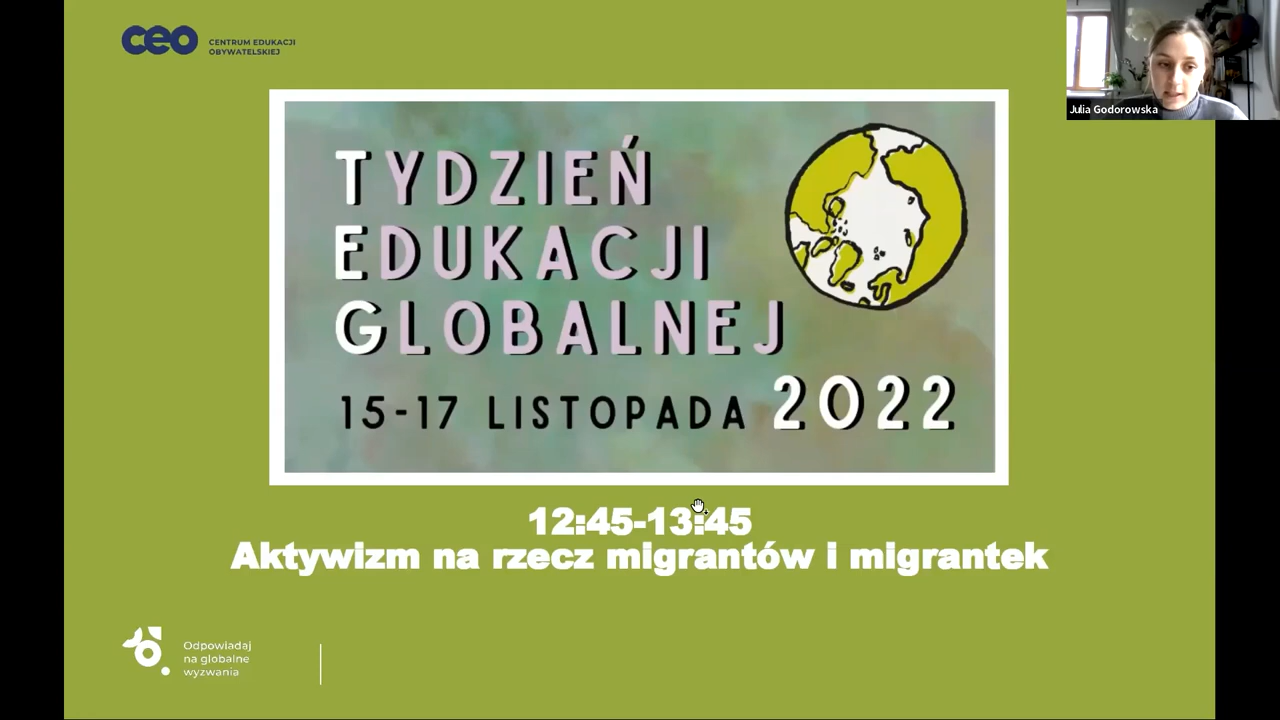 ceo
CENTRUM EDUKACJI
OBYWATELSKIEJ
Julia Godorowska
TYDZIEŃ
EDUKACJI
GLOBALNEJ
15-17 LISTOPADA 2022
12:45-13:45
Aktywizm na rzecz migrantów i migrantek
Odpowiadaj
na globalne
wyzwania